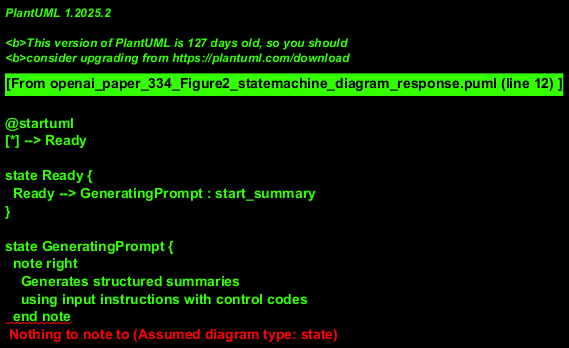 PlantUML 1.2025.2
<b>This version of PlantUML is 127 days old, so you should
<b>consider upgrading from https://plantuml.com/download
[From openai_paper_334_Figure2_statemachine_diagram_response.puml (line 12) ]
@startuml
[*] --> Ready
state Ready {
Ready --> GeneratingPrompt : start_summary
}
state GeneratingPrompt {
note right
Generates structured summaries
using input instructions with control codes
end note
Nothing to note to (Assumed diagram type: state)